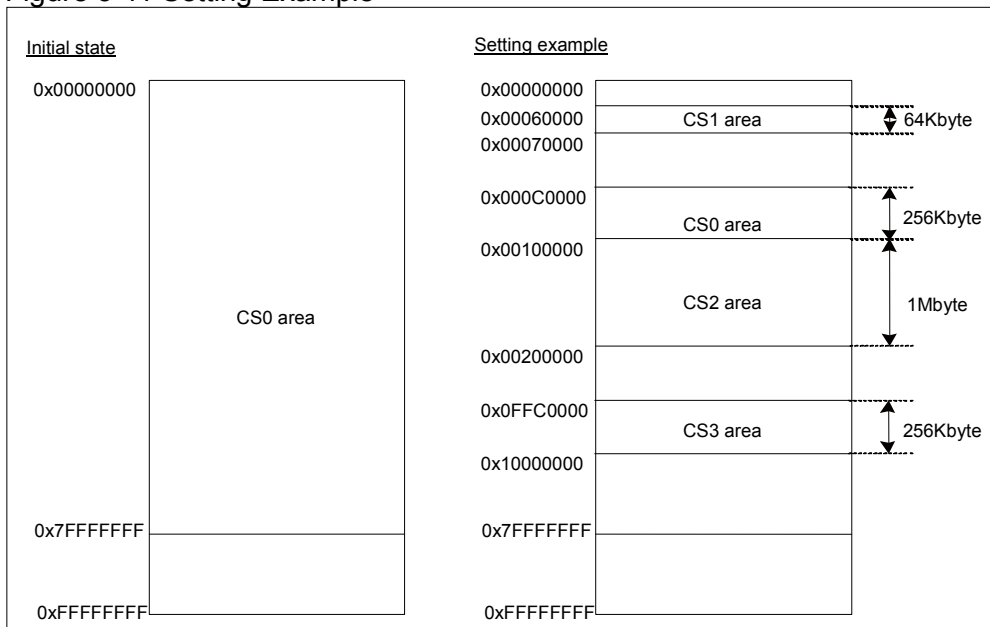 Figure 3-4: Setting Example
Initial state
0x00000000
CS0 area
0x7FFFFFFF
0xFFFFFFFF
Setting example
0x00000000
0x00060000
CS1 area
64Kbyte
0x00070000
0x000C0000
CS0 area
256Kbyte
0x00100000
CS2 area
1Mbyte
0x00200000
0x0FFC0000
CS3 area
256Kbyte
0x10000000
0x7FFFFFFF
0xFFFFFFFF